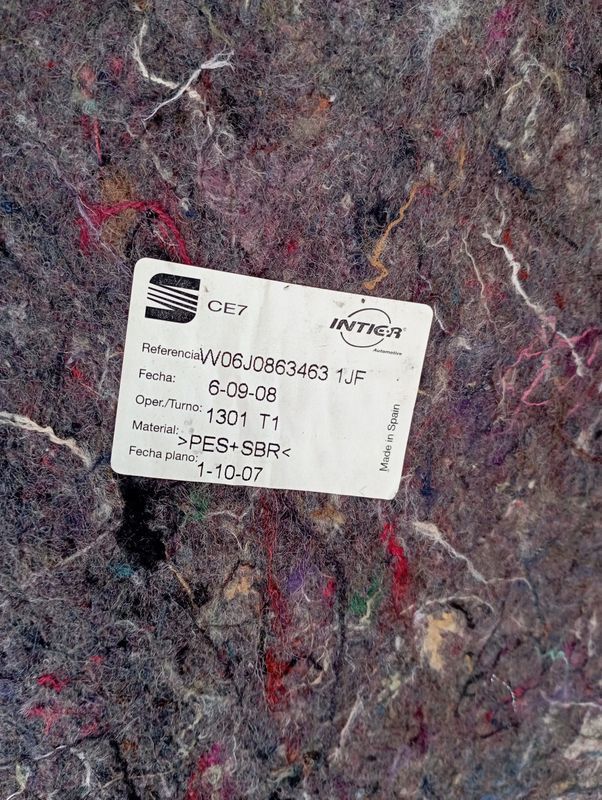 CE7
INTIER
Automotive
Referencia: W06J0863463 1JF
Fecha: 6-09-08
Oper./Turno: 1301 T1
Material: >PES+SBR<
Fecha plano: 1-10-07
Made in Spain